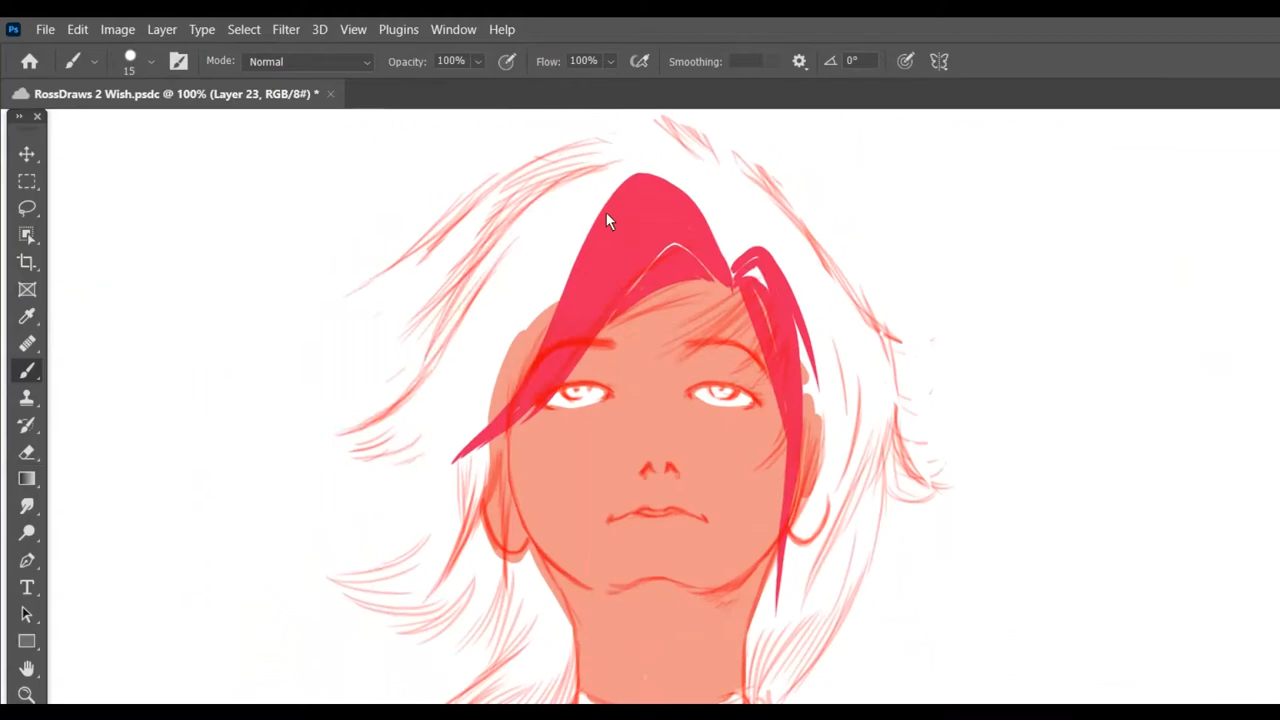 Ps File Edit Image Layer Type Select Filter 3D View Plugins Window Help
15 Mode: Normal Opacity: 100% Flow: 100% Smoothing: 0°
RossDraws 2 Wish.psdc @ 100% (Layer 23, RGB/8#) * ×